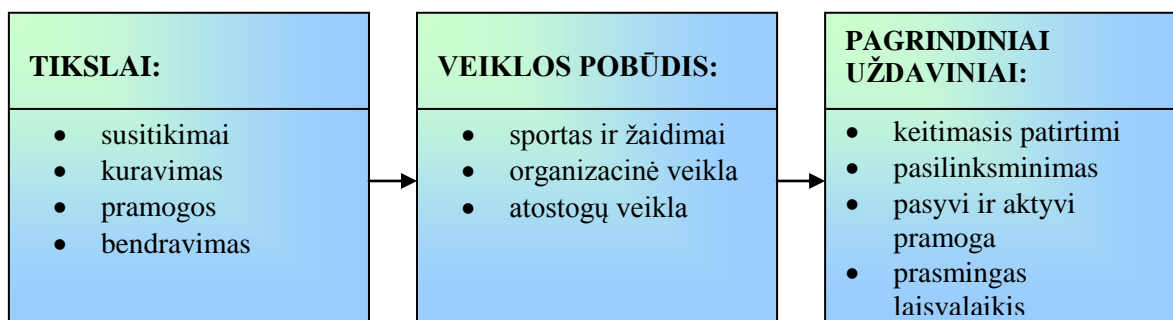 TIKSLAI:
• susitikimai
• kuravimas
• pramogos
• bendravimas
VEIKLOS POBŪDIS:
• sportas ir žaidimai
• organizacinė veikla
• atostogų veikla
PAGRINDINIAI
UŽDAVINIAI:
• keitimasis patirtimi
• pasilinksminimas
• pasyvi ir aktyvi
pramoga
• prasmingas
laisvalaikis